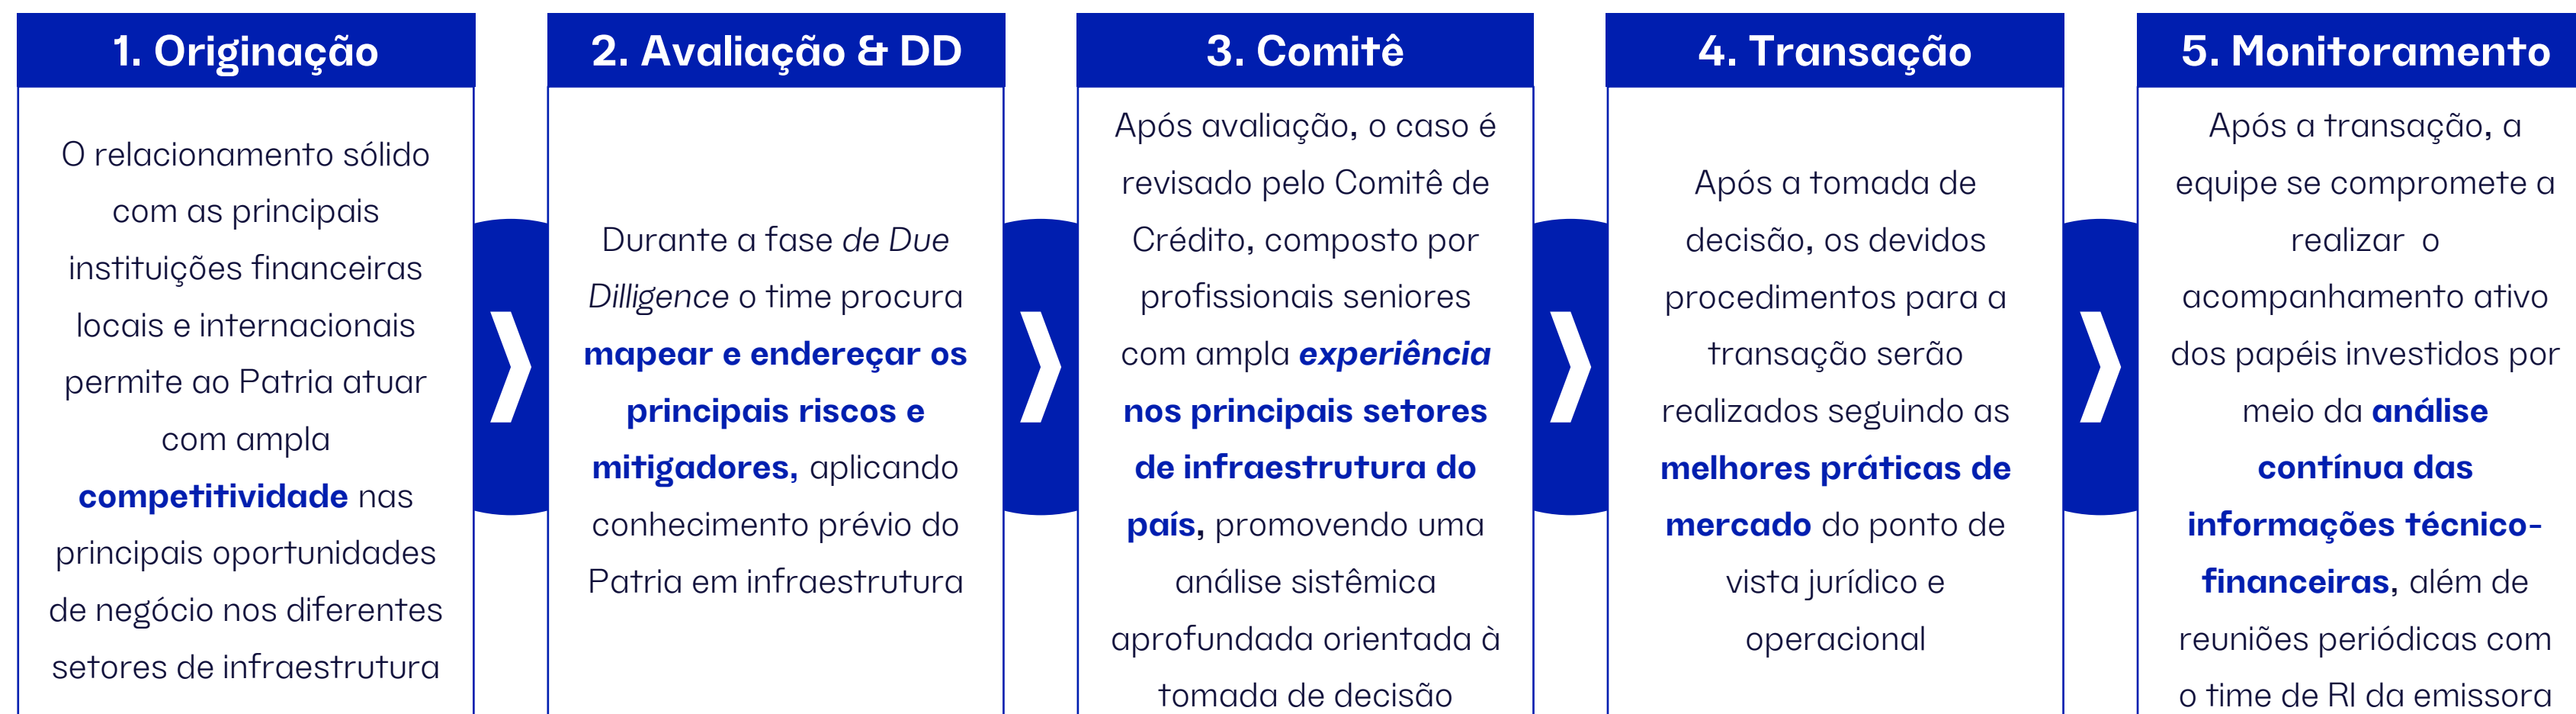 1. Originação
O relacionamento sólido
com as principais
instituições financeiras
locais e internacionais
permite ao Patria atuar
com ampla
competitividade nas
principais oportunidades
de negócio nos diferentes
setores de infraestrutura
2. Avaliação & DD
Durante a fase de Due
Dilligence o time procura
mapear e endereçar os
principais riscos e
mitigadores, aplicando
conhecimento prévio do
Patria em infraestrutura
3. Comitê
Após avaliação, o caso é
revisado pelo Comitê de
Crédito, composto por
profissionais seniores
com ampla experiência
nos principais setores
de infraestrutura do
país, promovendo uma
análise sistêmica
aprofundada orientada à
tomada de decisão
4. Transação
Após a tomada de
decisão, os devidos
procedimentos para a
transação serão
realizados seguindo as
melhores práticas de
mercado do ponto de
vista jurídico e
operacional
5. Monitoramento
Após a transação, a
equipe se compromete a
realizar o
acompanhamento ativo
dos papéis investidos por
meio da análise
contínua das
informações técnico-
financeiras, além de
reuniões periódicas com
o time de RI da emissora